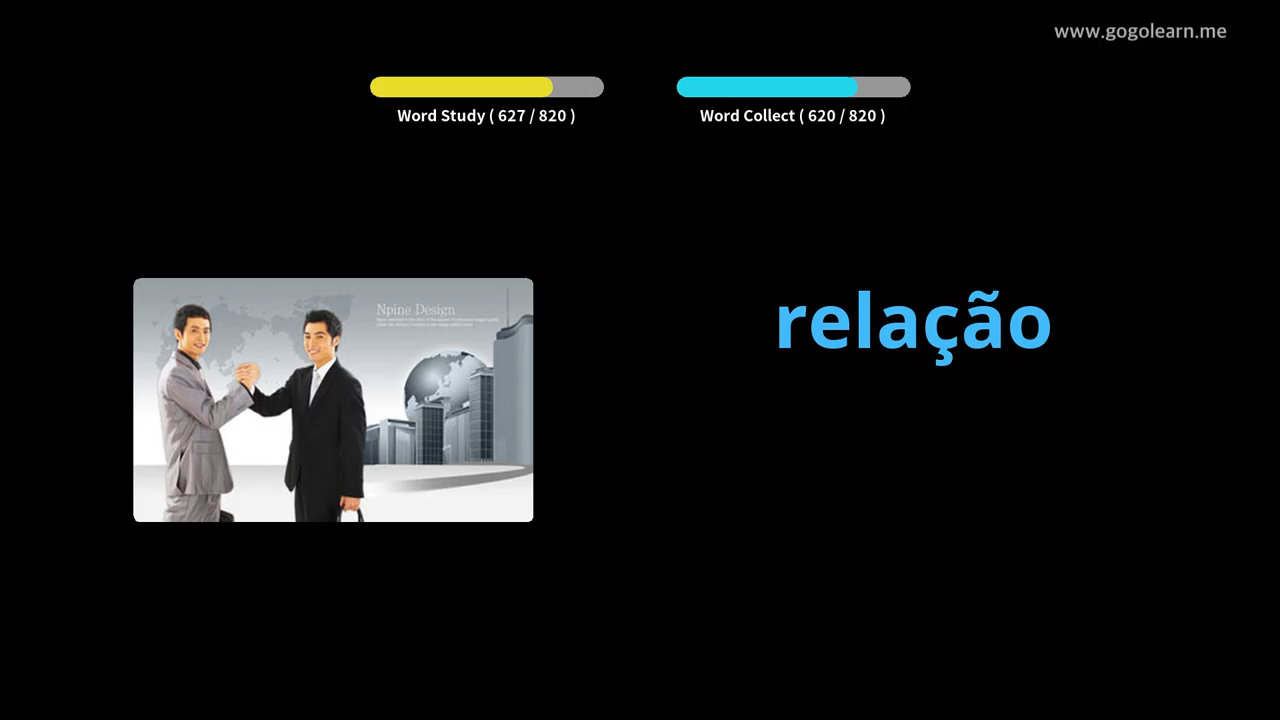 www.gogolearn.me
Word Study ( 627 / 820 )
Word Collect ( 620 / 820 )
Npine Design
relação